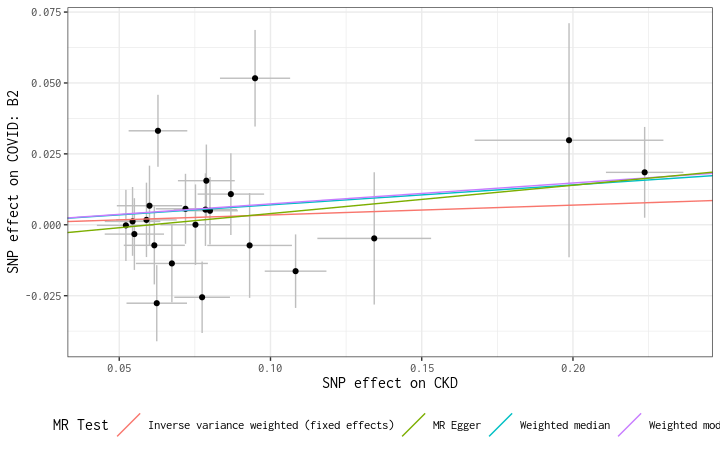 0.075
0.050
0.025
0.000
-0.025
SNP effect on COVID: B2
0.05 0.10 0.15 0.20
SNP effect on CKD
MR Test Inverse variance weighted (fixed effects) MR Egger Weighted median Weighted mod